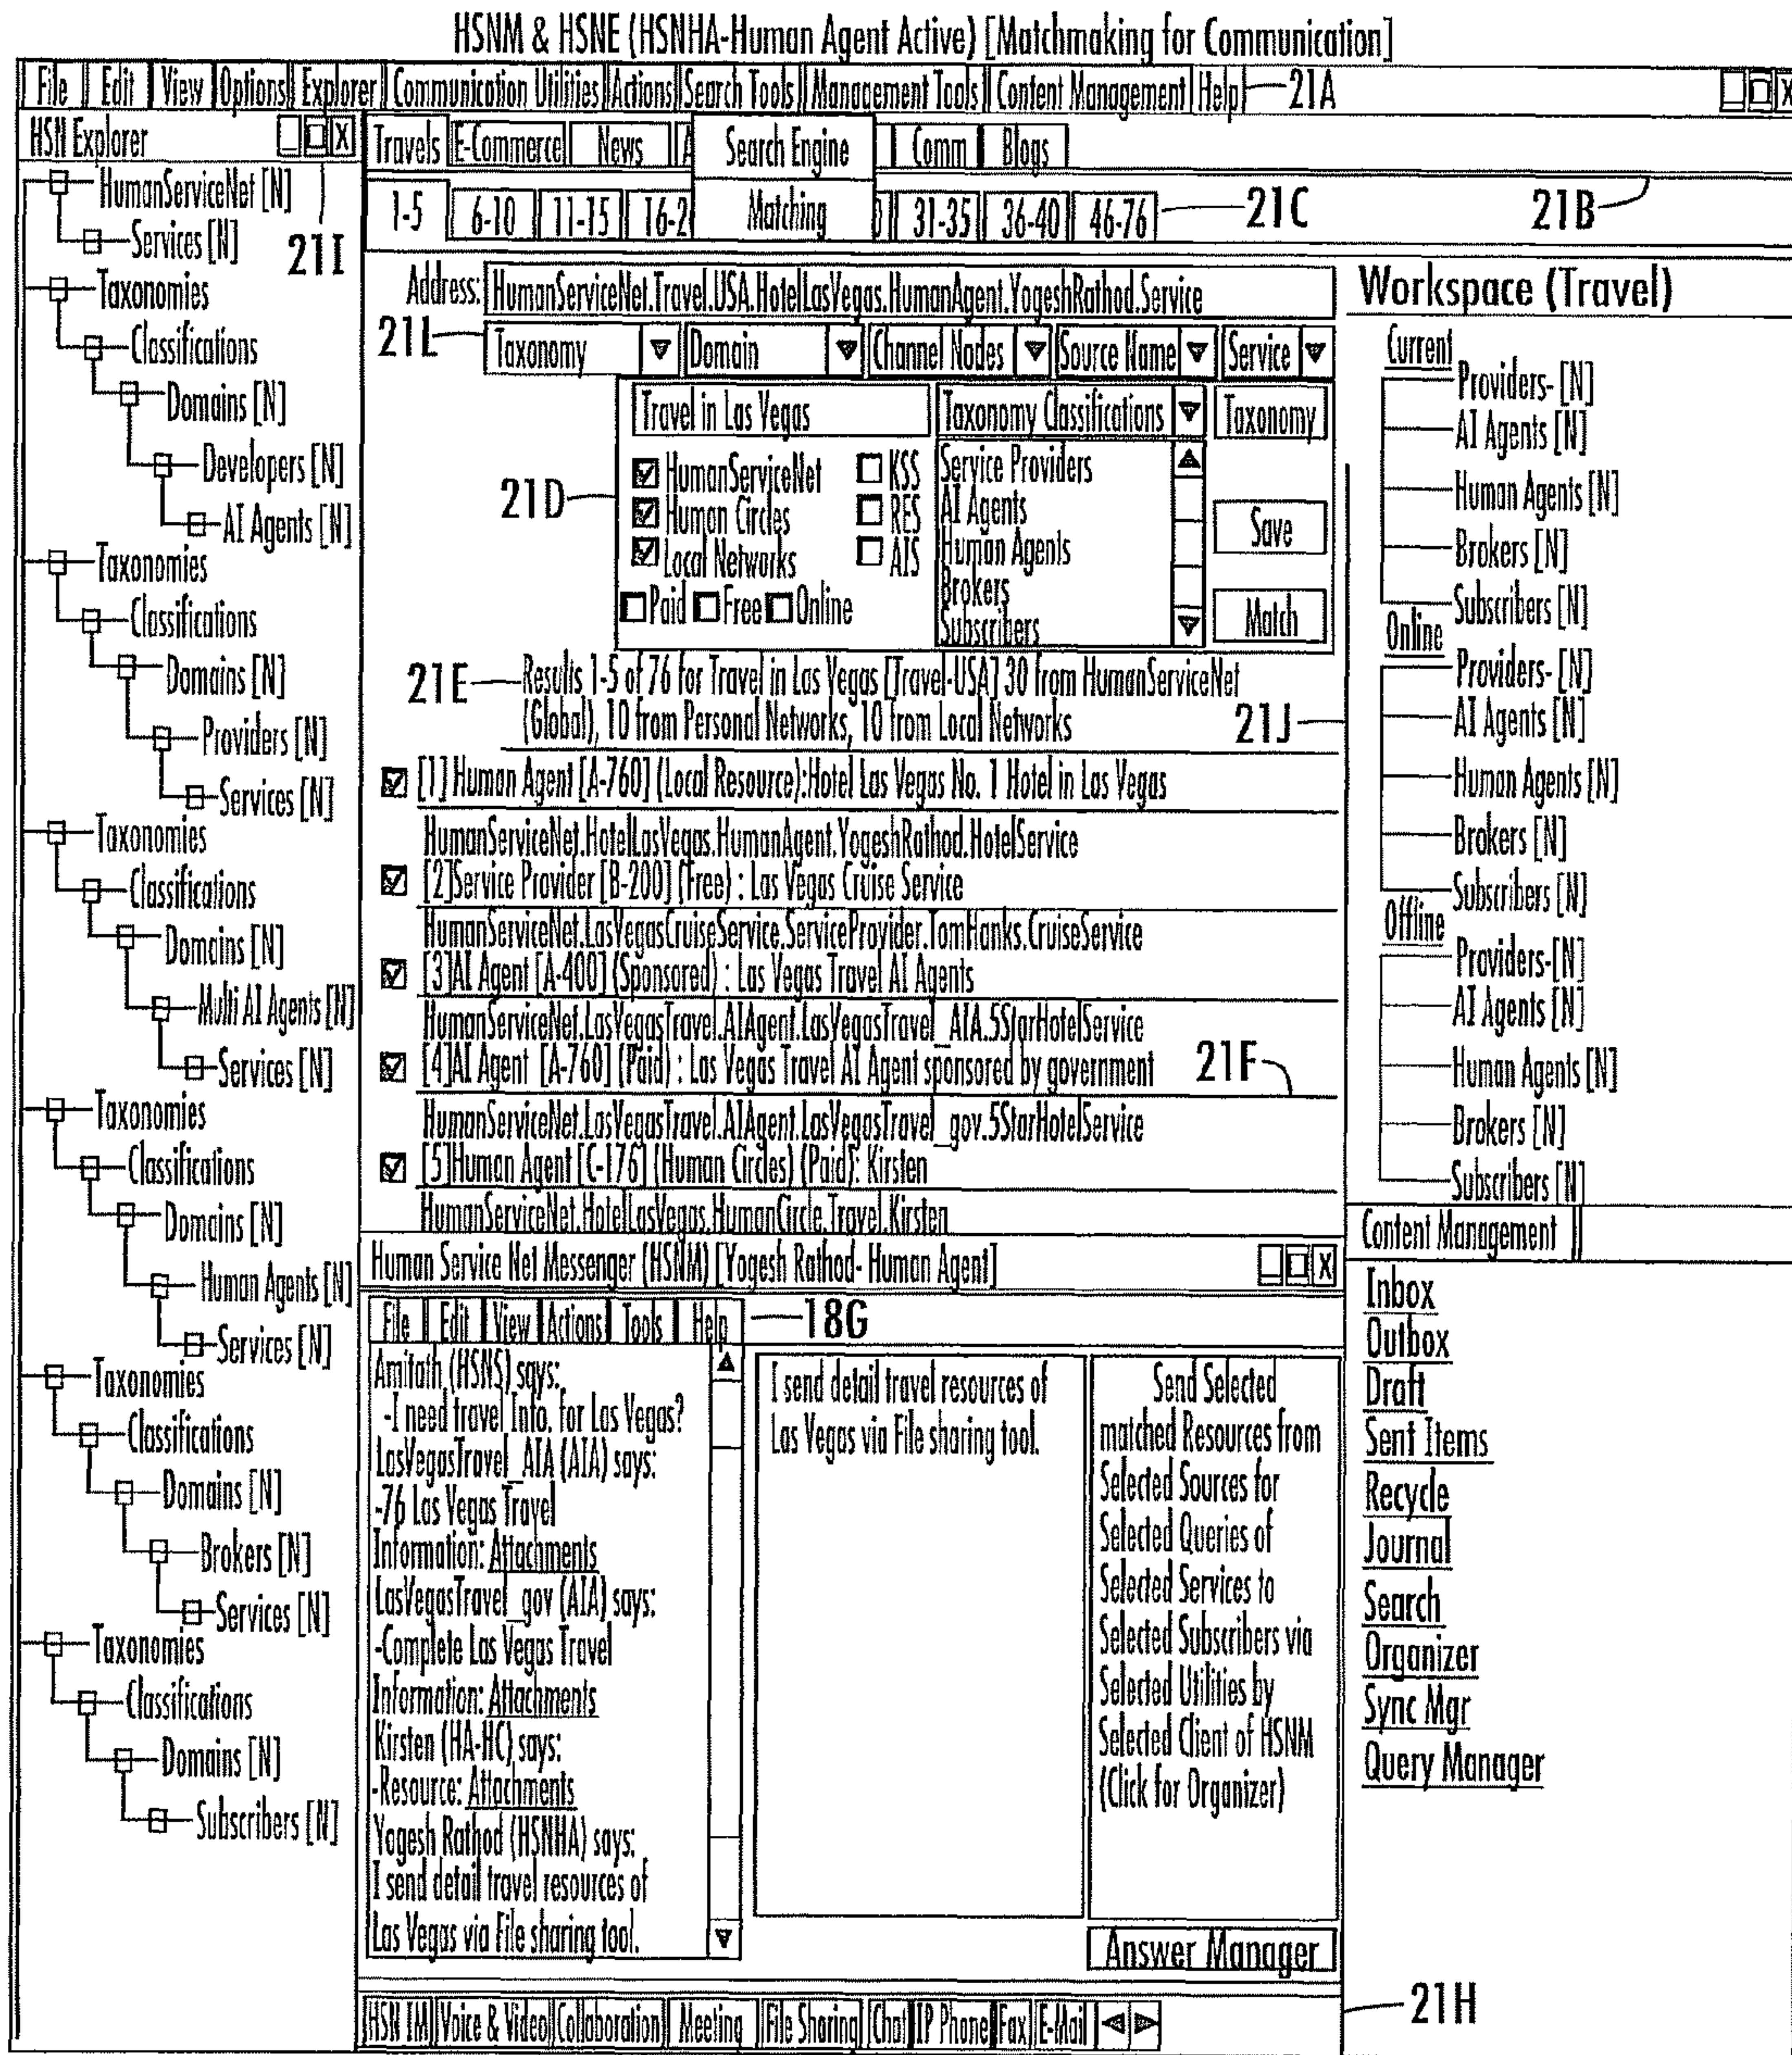 HSNM & HSNE (HSNHA-Human Agent Active) [Matchmaking for Communication]
File Edit View Options Explorer Communication Utilities Actions Search Tools Management Tools Content Management Help 21A
HSN Explorer
HumanServiceNet [N]
Services [N]
21I
Taxonomies
Classifications
Domains [N]
Developers [N]
AI Agents [N]
Taxonomies
Classifications
Domains [N]
Providers [N]
Services [N]
Taxonomies
Classifications
Domains [N]
Multi AI Agents [N]
Services [N]
Taxonomies
Classifications
Domains [N]
Human Agents [N]
Services [N]
Taxonomies
Classifications
Domains [N]
Brokers [N]
Services [N]
Taxonomies
Classifications
Domains [N]
Subscribers [N]
Travels E-Commerce News A Search Engine Comm Blogs
21B
1-5 6-10 11-15 16-2 Matching 31-35 36-40 46-76 21C
Address: HumanServiceNet.Travel.USA.HotelLasVegas.HumanAgent.YogeshRathod.Service
21L Taxonomy Domain Channel Nodes Source Name Service
Travel in Las Vegas Taxonomy Classifications Taxonomy
21D
HumanServiceNet KSS
Human Circles RES
Local Networks AIS
Paid Free Online
Service Providers
AI Agents
Human Agents
Brokers
Subscribers
Save
Match
21E Results 1-5 of 76 for Travel in Las Vegas [Travel-USA] 30 from HumanServiceNet
(Global), 10 from Personal Networks, 10 from Local Networks
21J
[1] Human Agent [A-760] (Local Resource):Hotel Las Vegas No. 1 Hotel in Las Vegas
HumanServiceNet.HotelLasVegas.HumanAgent.YogeshRathod.HotelService
[2]Service Provider [B-200] (Free) : Las Vegas Cruise Service
HumanServiceNet.LasVegasCruiseService.ServiceProvider.TomHanks.CruiseService
[3]AI Agent [A-400] (Sponsored) : Las Vegas Travel AI Agents
HumanServiceNet.LasVegasTravel.AIAgent.LasVegasTravel_AIA.5StarHotelService
[4]AI Agent [A-760] (Paid) : Las Vegas Travel AI Agent sponsored by government
21F
HumanServiceNet.LasVegasTravel.AIAgent.LasVegasTravel_gov.5StarHotelService
[5]Human Agent [C-176] (Human Circles) (Paid): Kirsten
HumanServiceNet.HotelLasVegas.HumanCircle.Travel.Kirsten
Human Service Net Messenger (HSNM) [Yogesh Rathod- Human Agent]
File Edit View Actions Tools Help 18G
Amitath (HSNS) says:
-I need travel Info. for Las Vegas?
LasVegasTravel_AIA (AIA) says:
-76 Las Vegas Travel
Information: Attachments
LasVegasTravel_gov (AIA) says:
-Complete Las Vegas Travel
Information: Attachments
Kirsten (HA-HC) says:
-Resource: Attachments
Yogesh Rathod (HSNHA) says:
I send detail travel resources of
Las Vegas via File sharing tool.
I send detail travel resources of
Las Vegas via File sharing tool.
Send Selected
matched Resources from
Selected Sources for
Selected Queries of
Selected Services to
Selected Subscribers via
Selected Utilities by
Selected Client of HSNM
(Click for Organizer)
Answer Manager
HSN IM Voice & Video Collaboration Meeting File Sharing Chat IP Phone Fax E-Mail
21H
Workspace (Travel)
Current
Providers- [N]
AI Agents [N]
Human Agents [N]
Brokers [N]
Subscribers [N]
Online
Providers- [N]
AI Agents [N]
Human Agents [N]
Brokers [N]
Subscribers [N]
Offline
Providers-[N]
AI Agents [N]
Human Agents [N]
Brokers [N]
Subscribers [N]
Content Management
Inbox
Outbox
Draft
Sent Items
Recycle
Journal
Search
Organizer
Sync Mgr
Query Manager